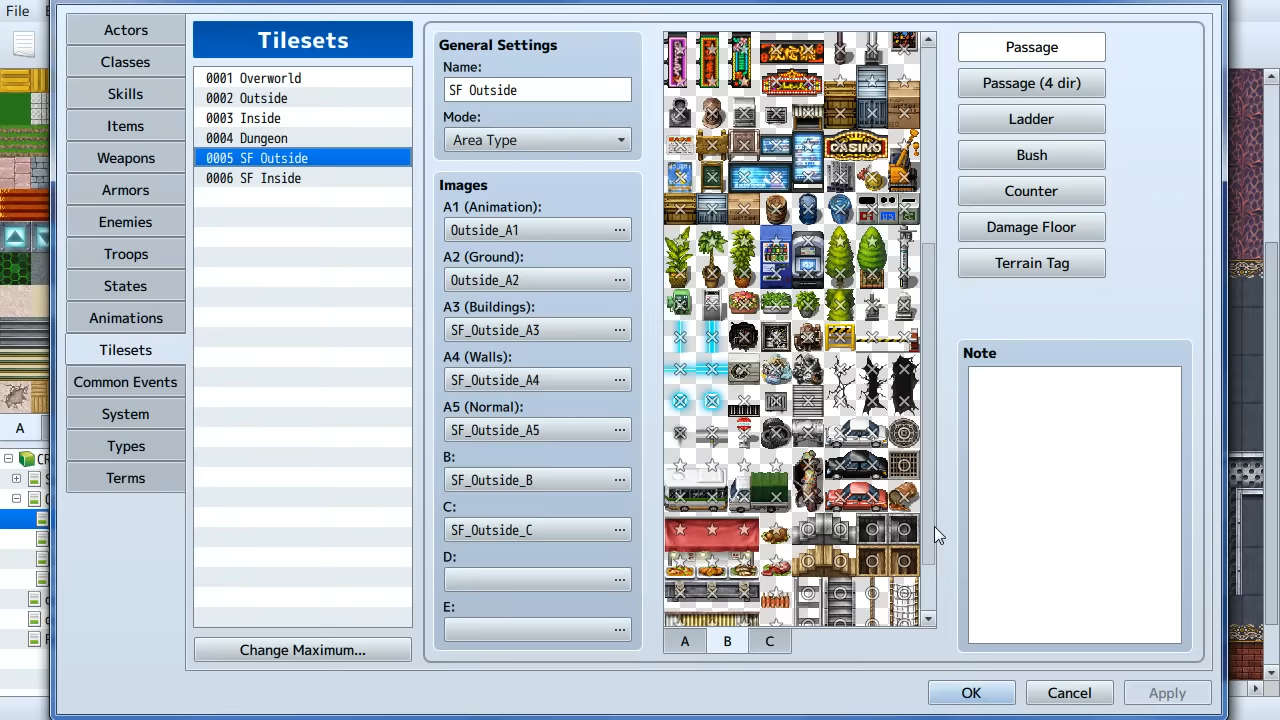 File
Actors
Classes
Skills
Items
Weapons
Armors
Enemies
Troops
States
Animations
Tilesets
Common Events
System
Types
Terms
A
Tilesets
0001 Overworld
0002 Outside
0003 Inside
0004 Dungeon
0005 SF Outside
0006 SF Inside
Change Maximum...
General Settings
Name:
SF Outside
Mode:
Area Type
Images
A1 (Animation):
Outside_A1
A2 (Ground):
Outside_A2
A3 (Buildings):
SF_Outside_A3
A4 (Walls):
SF_Outside_A4
A5 (Normal):
SF_Outside_A5
B:
SF_Outside_B
C:
SF_Outside_C
D:
E:
CASINO
A
B
C
Passage
Passage (4 dir)
Ladder
Bush
Counter
Damage Floor
Terrain Tag
Note
OK
Cancel
Apply